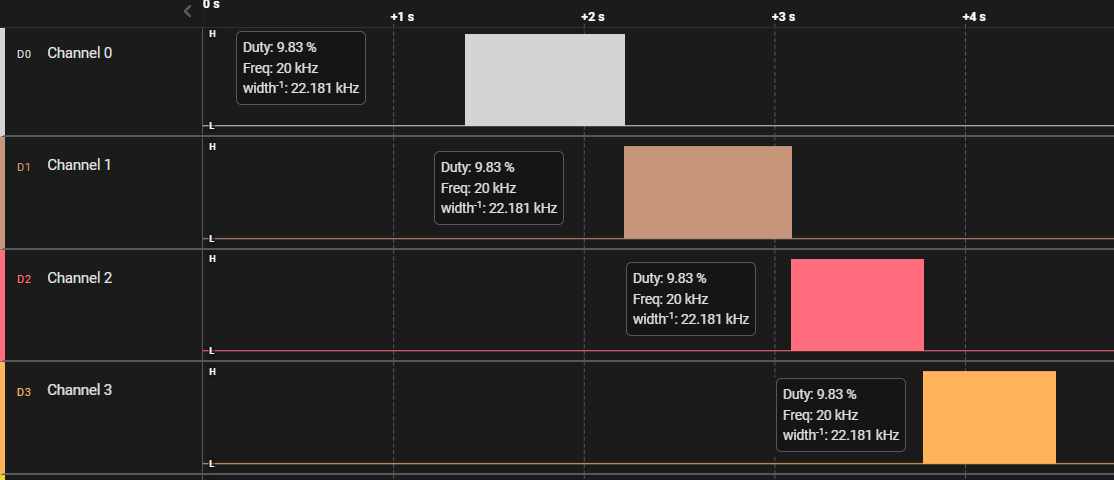 0 s
+1 s
+2 s
+3 s
+4 s
D0 Channel 0
H
Duty: 9.83 %
Freq: 20 kHz
width-1: 22.181 kHz
L
D1 Channel 1
H
Duty: 9.83 %
Freq: 20 kHz
width-1: 22.181 kHz
L
D2 Channel 2
H
Duty: 9.83 %
Freq: 20 kHz
width-1: 22.181 kHz
L
D3 Channel 3
H
Duty: 9.83 %
Freq: 20 kHz
width-1: 22.181 kHz
L